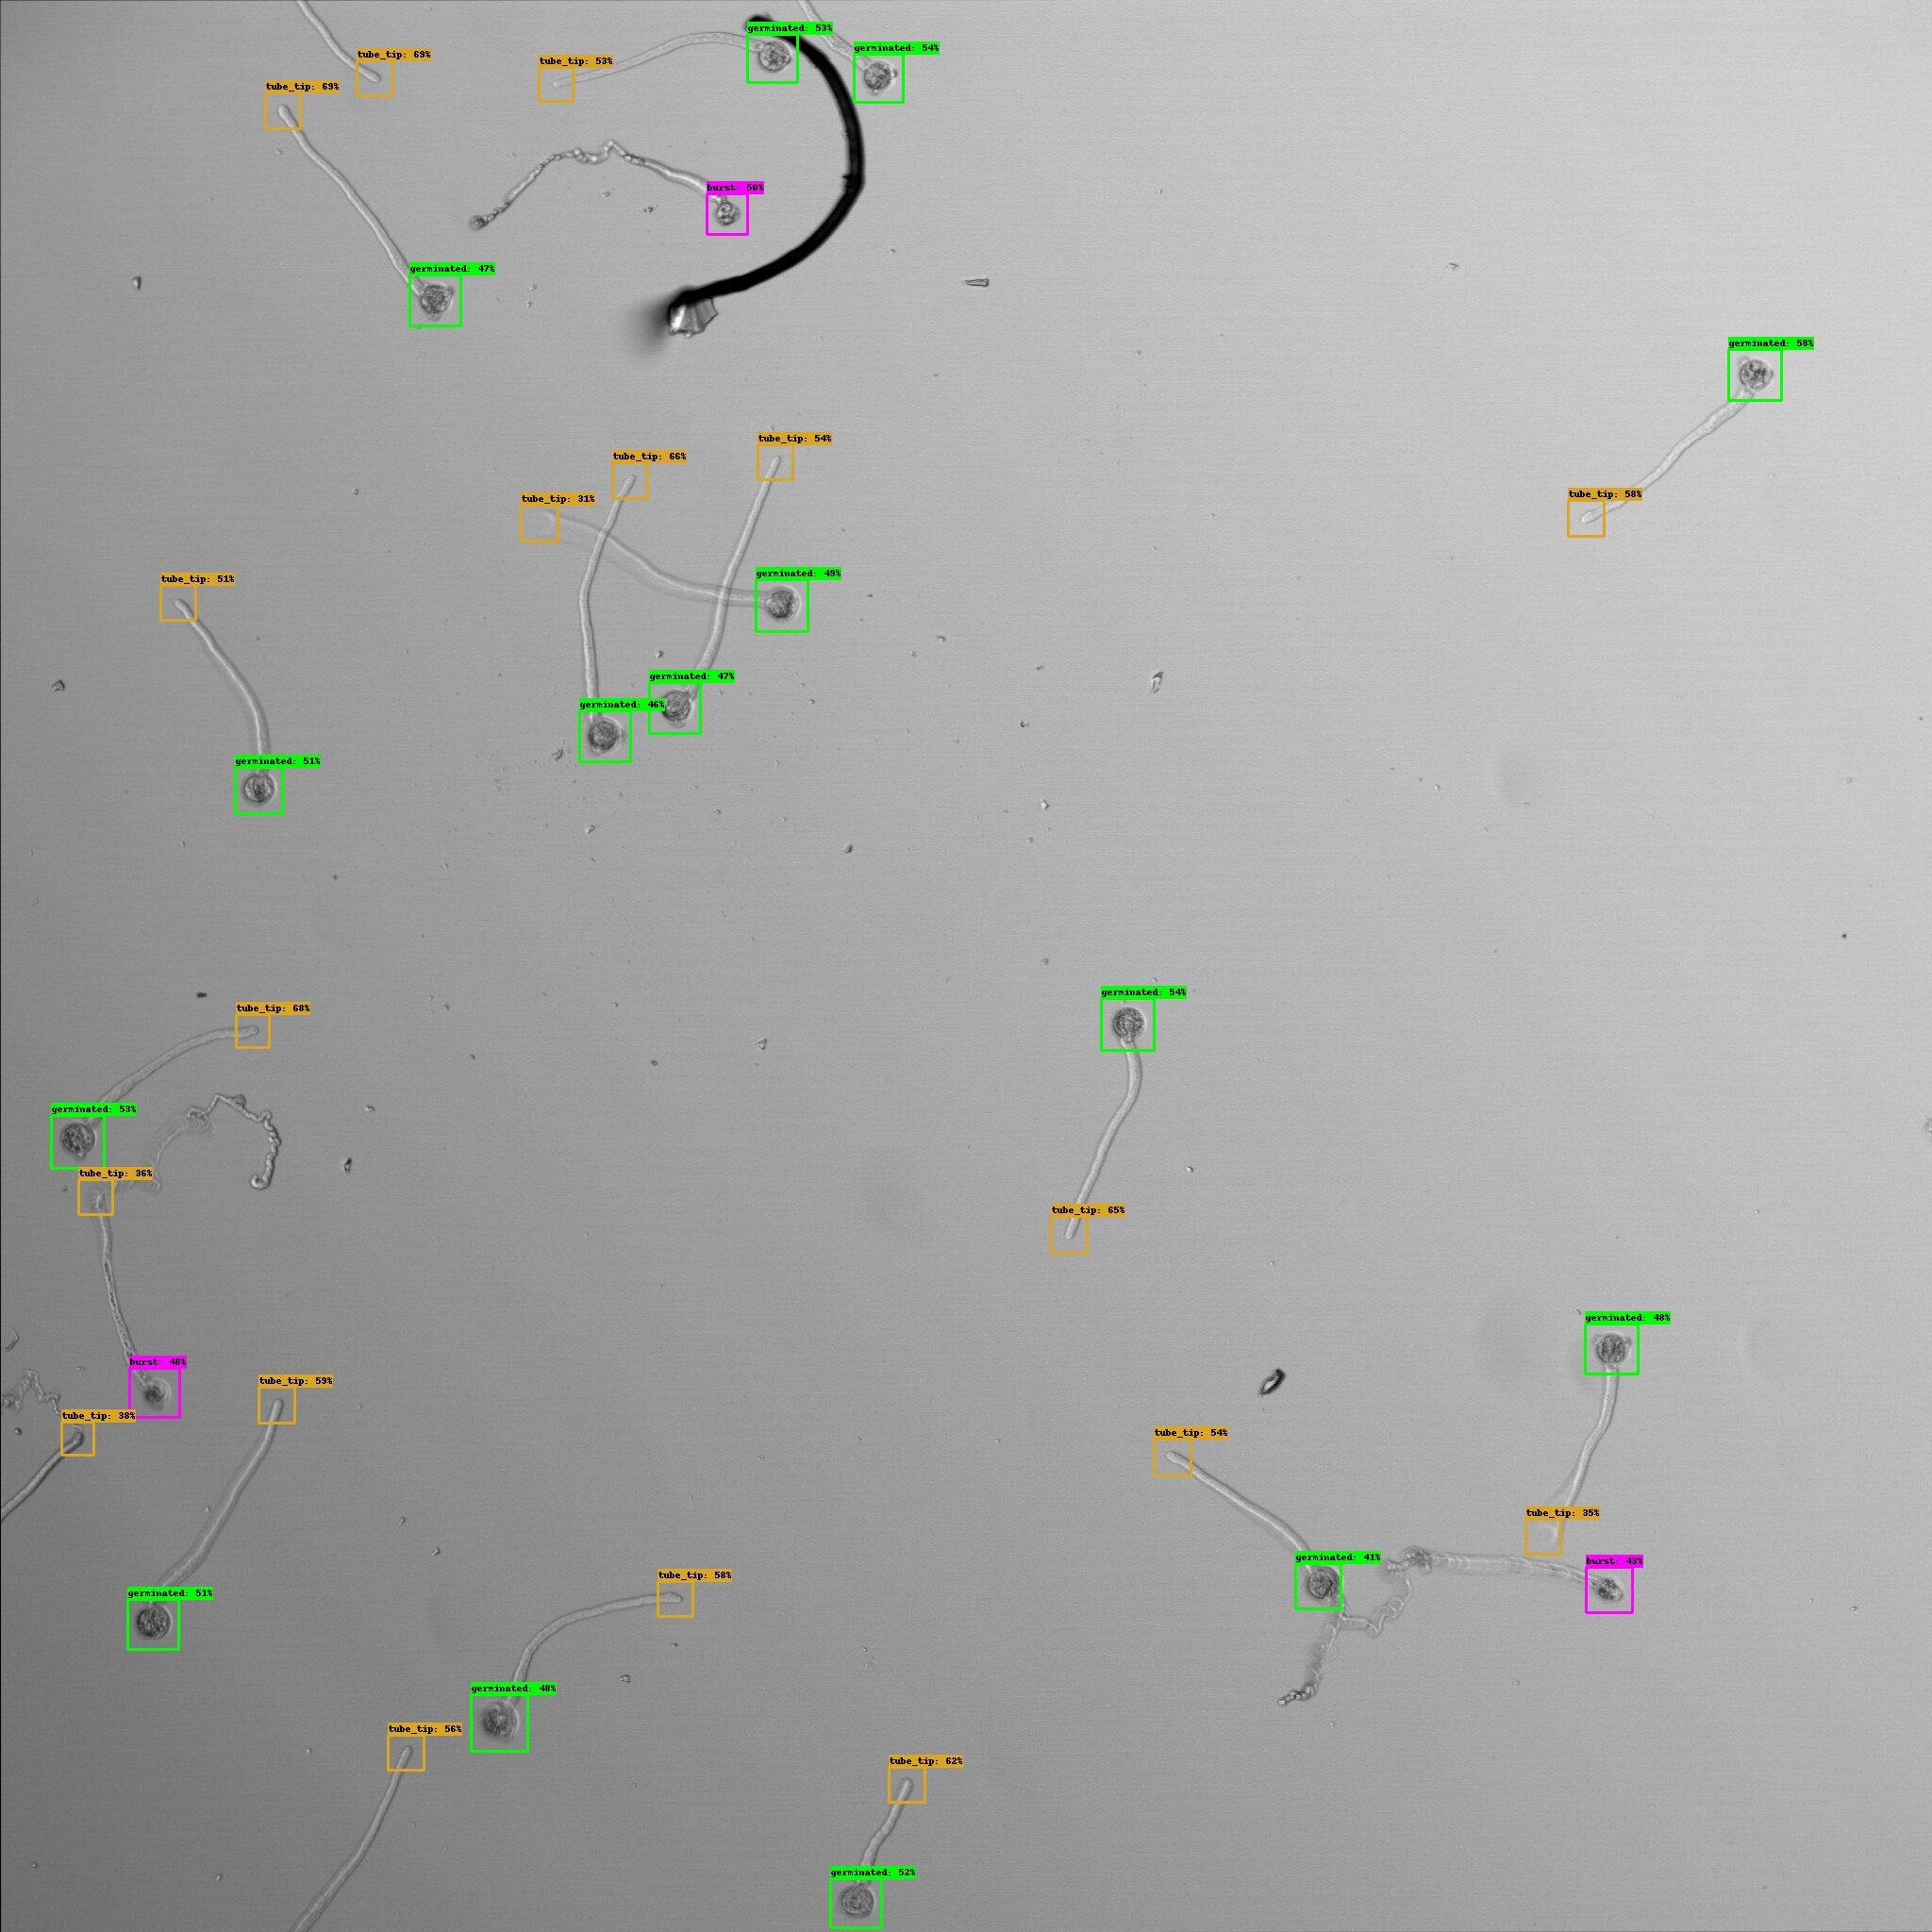 germinated: 53%
germinated: 54%
tube_tip: 69%
tube_tip: 53%
tube_tip: 69%
burst: 50%
germinated: 47%
germinated: 58%
tube_tip: 54%
tube_tip: 66%
tube_tip: 58%
tube_tip: 31%
germinated: 49%
tube_tip: 51%
germinated: 47%
germinated: 46%
germinated: 51%
germinated: 54%
tube_tip: 68%
germinated: 53%
tube_tip: 36%
tube_tip: 65%
germinated: 48%
burst: 48%
tube_tip: 59%
tube_tip: 38%
tube_tip: 54%
tube_tip: 35%
germinated: 41%
burst: 43%
tube_tip: 58%
germinated: 51%
germinated: 48%
tube_tip: 56%
tube_tip: 62%
germinated: 52%